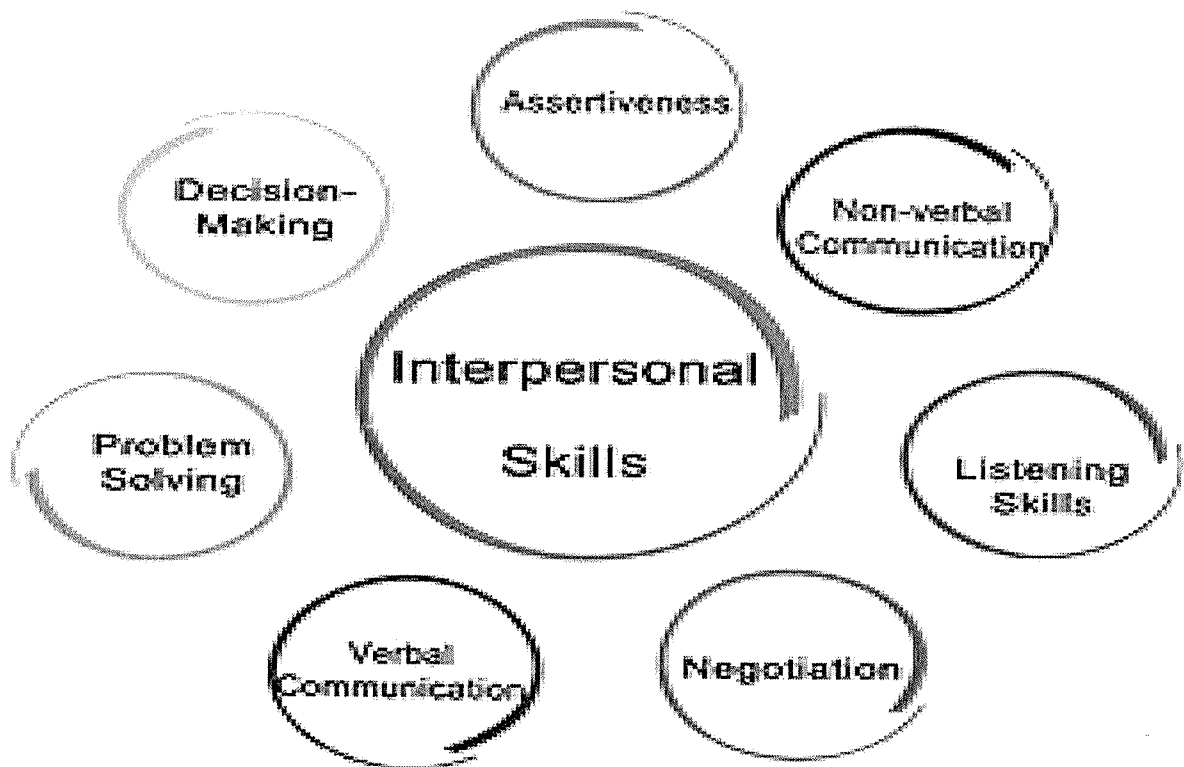 Assertiveness
Decision-
Making
Non-verbal
Communication
Interpersonal
Skills
Problem
Solving
Listening
Skills
Verbal
Communication
Negotiation